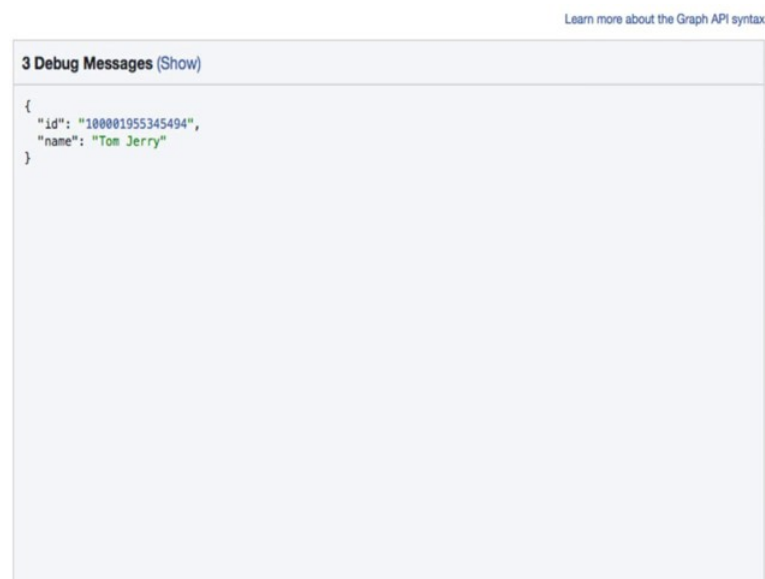 Learn more about the Graph API syntax
3 Debug Messages (Show)
{
  "id": "100001955345494",
  "name": "Tom Jerry"
}